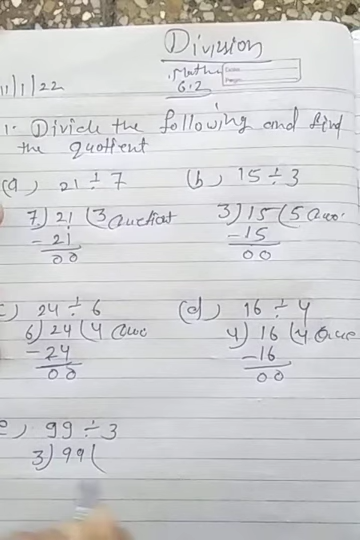 Division
Maths
6.2
11/1/22
1. Divide the following and find
the quotient
(a) 21 ÷ 7 (b) 15 ÷ 3
7) 21 (3 3) 15 (5 Quo.
- 21 - 15
00 00
c) 24 ÷ 6 (d) 16 ÷ 4
6) 24 (4 Quo 4) 16 (4
- 24 - 16
00 00
e) 99 ÷ 3
3) 99 (